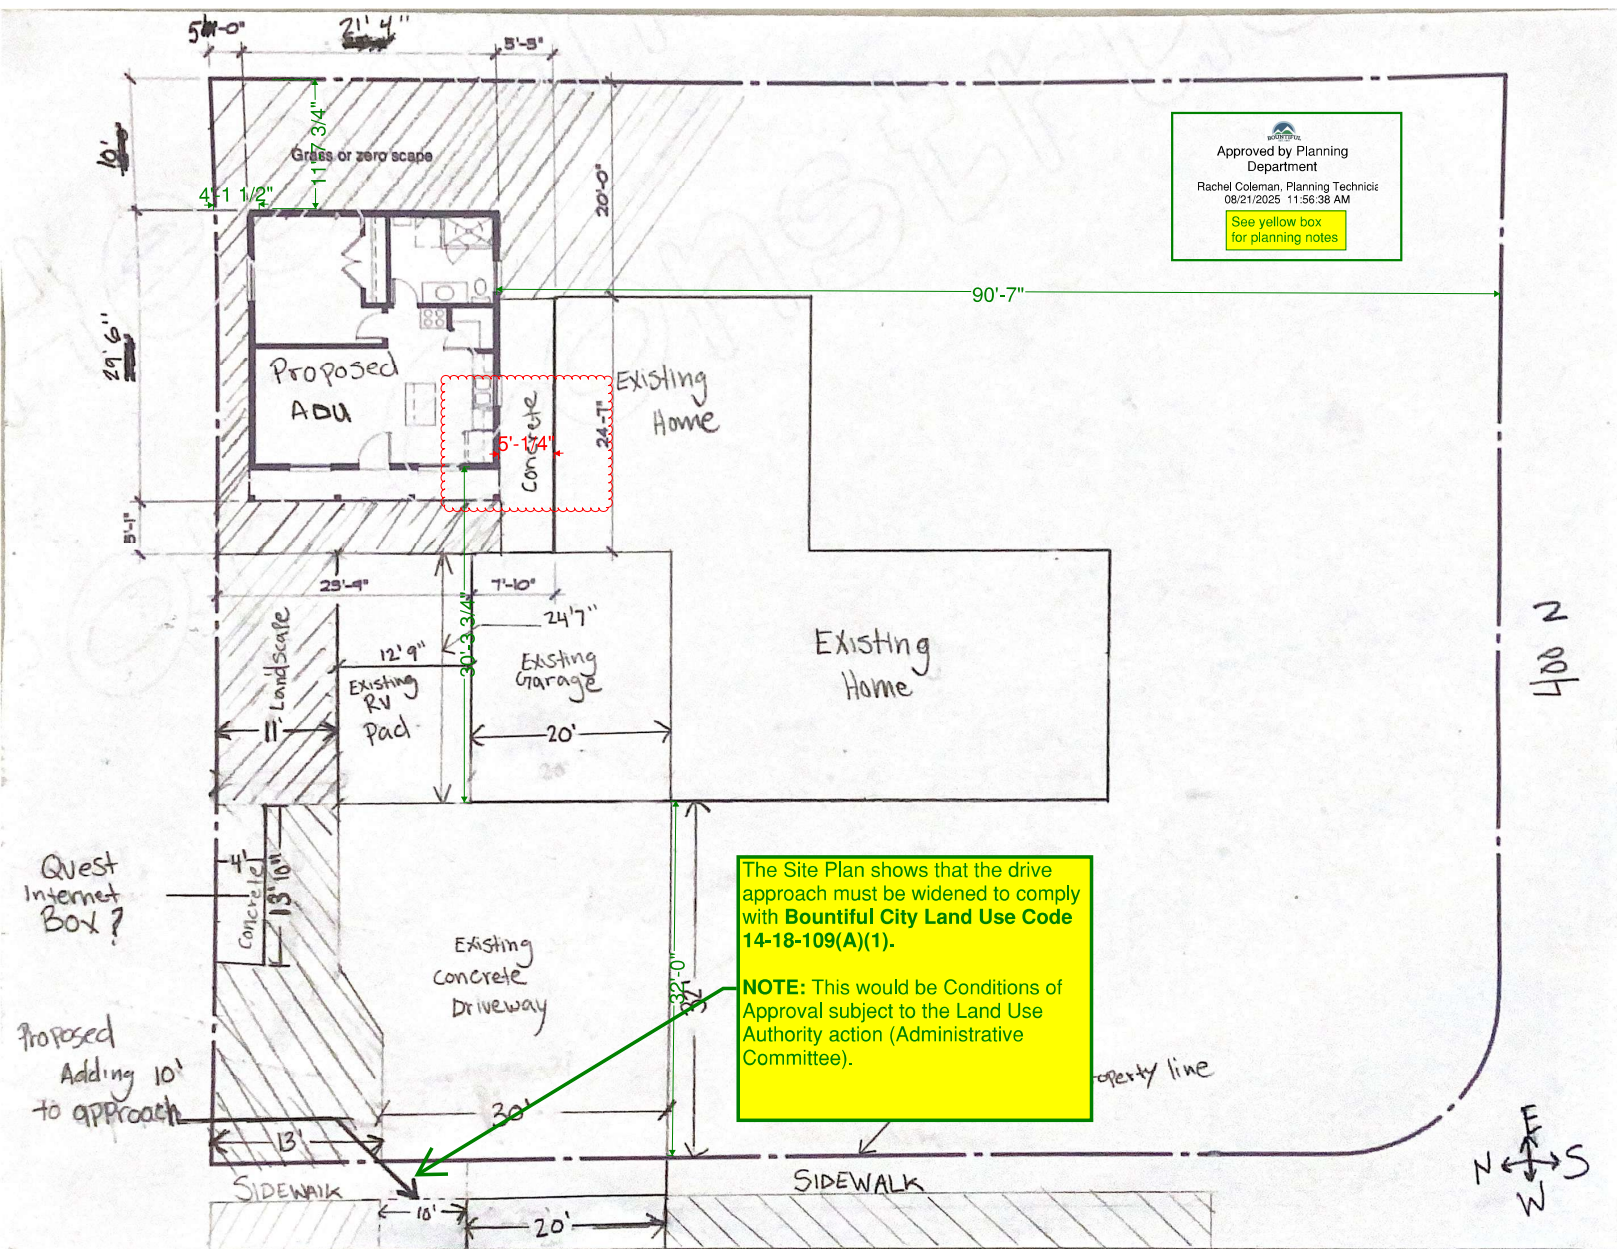 21' 4"
5'-5"
10'
11'-7 3/4"
Grass or zero scape
4'-1 1/2"
20'-0"
BOUNTIFUL
Approved by Planning
Department
Rachel Coleman, Planning Technicia
08/21/2025 11:56:38 AM
See yellow box
for planning notes
90'-7"
29' 6"
Proposed
ADU
Existing
Home
Concrete
24'-7"
5'-1/4"
5'-1"
23'-9"
7'-10"
24'7"
30'-3 3/4"
Landscape
12' 9"
Existing
RV
Pad
Existing
Garage
11'
20'
20'
Existing
Home
N
400
Quest
Internet
Box?
4'
Concrete
13' 10"
Existing
Concrete
Driveway
32'-0"
32'
The Site Plan shows that the drive
approach must be widened to comply
with Bountiful City Land Use Code
14-18-109(A)(1).
NOTE: This would be Conditions of
Approval subject to the Land Use
Authority action (Administrative
Committee).
operty line
Proposed
Adding 10'
to approach
30'
13'
SIDEWALK
SIDEWALK
10'
20'
E
N S
W